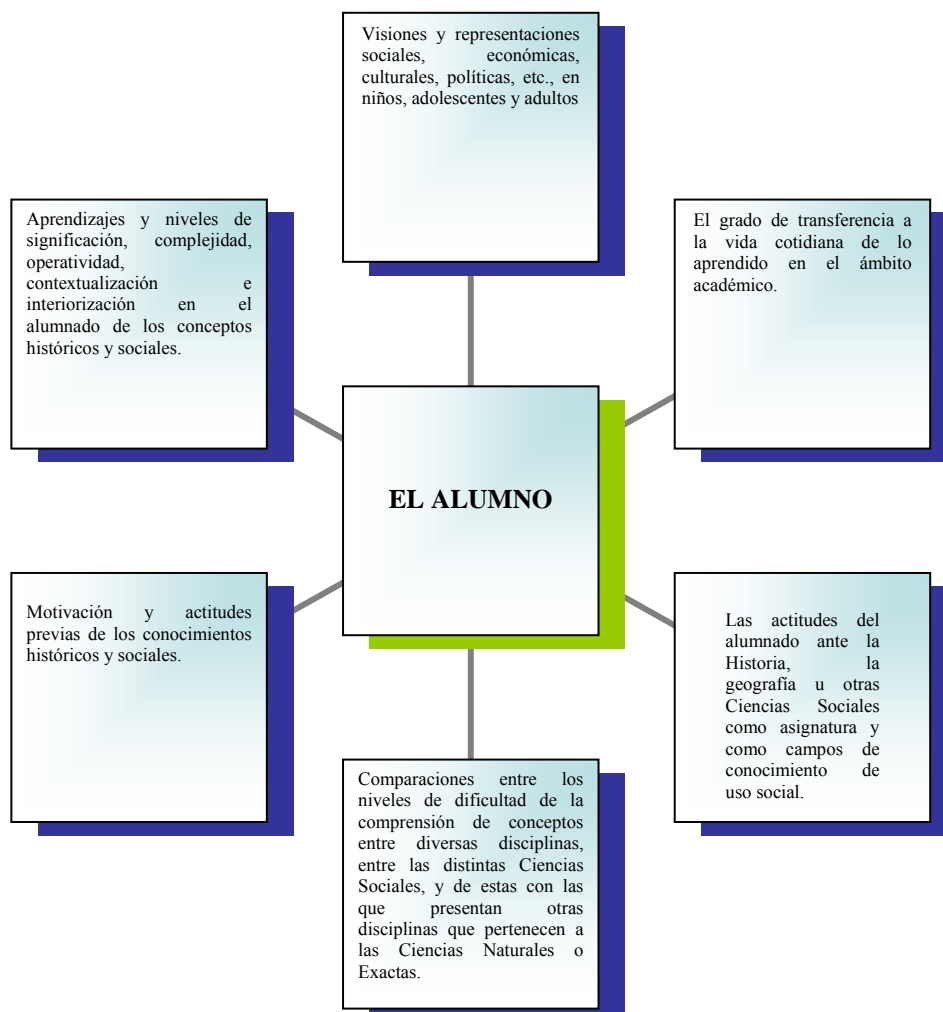 Visiones y representaciones
sociales, económicas,
culturales, políticas, etc., en
niños, adolescentes y adultos
Aprendizajes y niveles de
significación, complejidad,
operatividad,
contextualización e
interiorización en el
alumnado de los conceptos
históricos y sociales.
El grado de transferencia a
la vida cotidiana de lo
aprendido en el ámbito
académico.
EL ALUMNO
Motivación y actitudes
previas de los conocimientos
históricos y sociales.
Las actitudes del
alumnado ante la
Historia, la
geografía u otras
Ciencias Sociales
como asignatura y
como campos de
conocimiento de
uso social.
Comparaciones entre los
niveles de dificultad de la
comprensión de conceptos
entre diversas disciplinas,
entre las distintas Ciencias
Sociales, y de estas con las
que presentan otras
disciplinas que pertenecen a
las Ciencias Naturales o
Exactas.